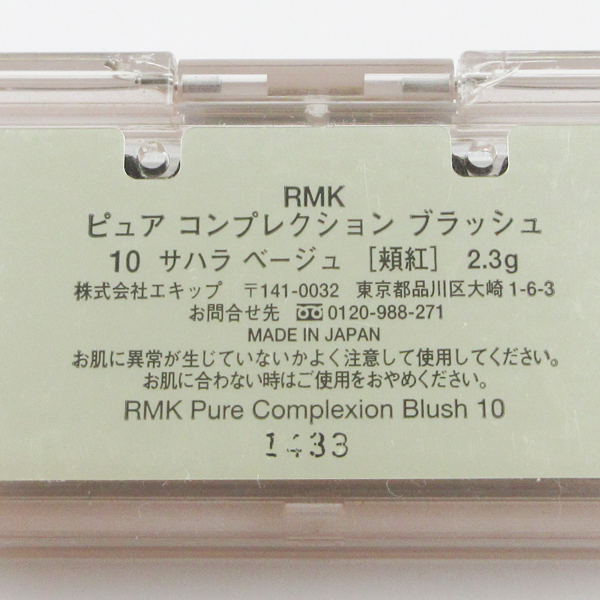 RMK
ピュア コンプレクション ブラッシュ
10 サハラ ベージュ [頬紅] 2.3g
株式会社エキップ 〒141-0032 東京都品川区大崎1-6-3
お問合せ先 0120-988-271
MADE IN JAPAN
お肌に異常が生じていないかよく注意して使用してください。
お肌に合わない時はご使用をおやめください。
RMK Pure Complexion Blush 10
1433